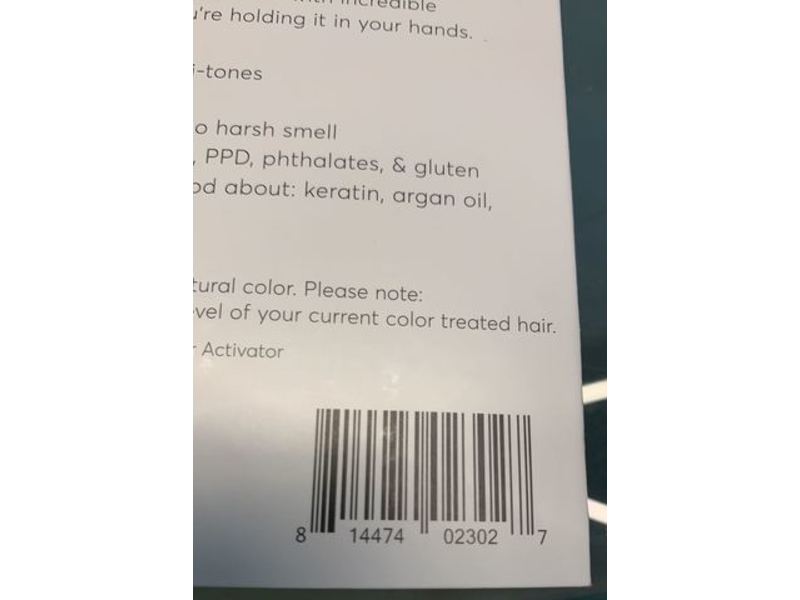 incredible
're holding it in your hands.
i-tones
o harsh smell
, PPD, phthalates, & gluten
od about: keratin, argan oil,
tural color. Please note:
vel of your current color treated hair.
Activator
8 14474 02302 7